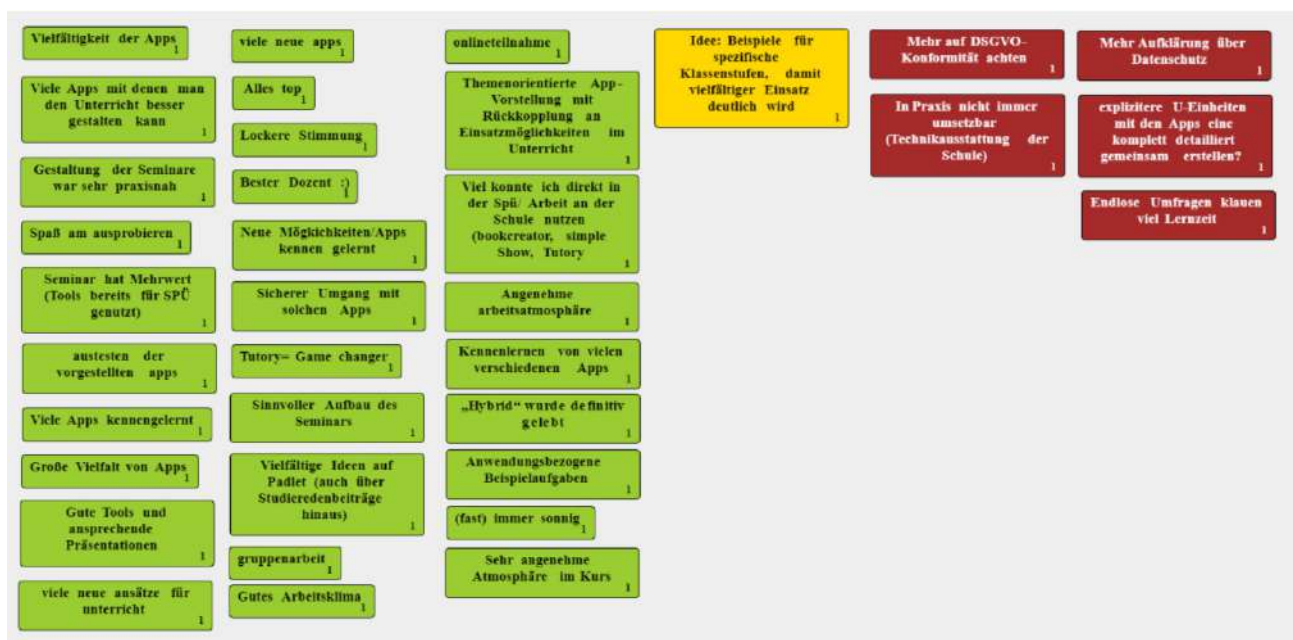 Vielfältigkeit der Apps
1
Viele Apps mit denen man
den Unterricht besser
gestalten kann
1
Gestaltung der Seminare
war sehr praxisnah
1
Spaß am ausprobieren
1
Seminar hat Mehrwert
(Tools bereits für SPÜ
genutzt)
1
austesten der
vorgestellten apps
1
Viele Apps kennengelernt
1
Große Vielfalt von Apps
1
Gute Tools und
ansprechende
Präsentationen
1
viele neue ansätze für
unterricht
1
viele neue apps
1
Alles top
1
Lockere Stimmung
1
Bester Dozent :)
1
Neue Mögkichkeiten/Apps
kennen gelernt
1
Sicherer Umgang mit
solchen Apps
1
Tutory= Game changer
1
Sinnvoller Aufbau des
Seminars
1
Vielfältige Ideen auf
Padlet (auch über
Studieredenbeiträge
hinaus)
1
gruppenarbeit
1
Gutes Arbeitsklima
1
onlineteilnahme
1
Themenorientierte App-
Vorstellung mit
Rückkopplung an
Einsatzmöglichkeiten im
Unterricht
1
Viel konnte ich direkt in
der Spü/ Arbeit an der
Schule nutzen
(bookcreator, simple
Show, Tutory
1
Angenehme
arbeitsatmosphäre
1
Kennenlernen von vielen
verschiedenen Apps
1
„Hybrid“ wurde definitiv
gelebt
1
Anwendungsbezogene
Beispielaufgaben
1
(fast) immer sonnig
1
Sehr angenehme
Atmosphäre im Kurs
1
Idee: Beispiele für
spezifische
Klassenstufen, damit
vielfältiger Einsatz
deutlich wird
1
Mehr auf DSGVO-
Konformität achten
1
In Praxis nicht immer
umsetzbar
(Technikausstattung der
Schule)
1
Mehr Aufklärung über
Datenschutz
1
explizitere U-Einheiten
mit den Apps eine
komplett detailliert
gemeinsam erstellen?
1
Endlose Umfragen klauen
viel Lernzeit
1